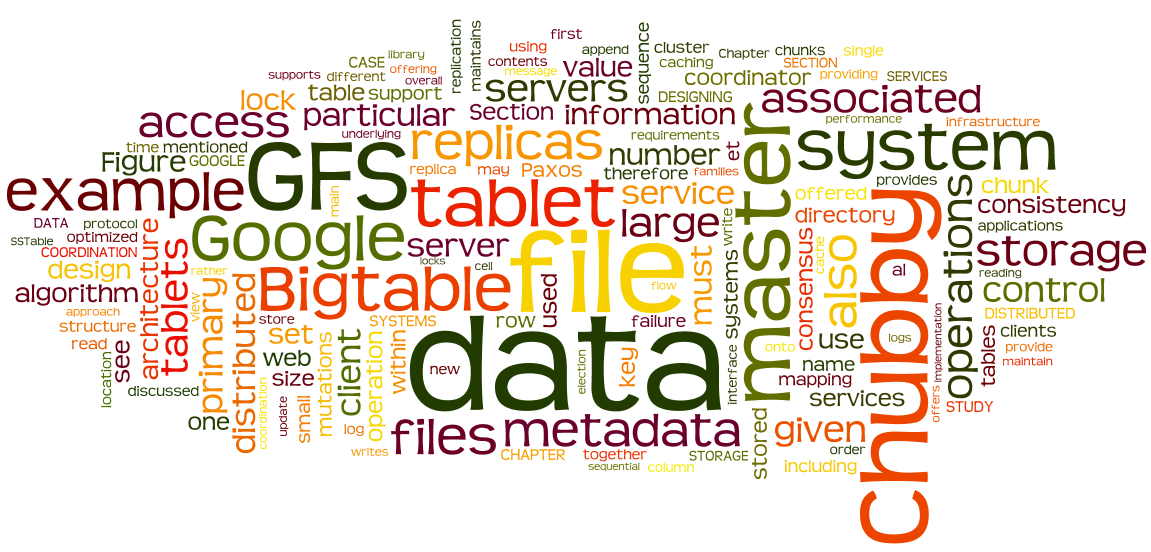 library
first
CASE
offering
using
append
single
supports
different
overall
contents
message
replication
maintains
value
sequence
cluster
Chapter
chunks
caching
SECTION
providing
SERVICES
coordinator
lock
table
support
servers
DESIGNING
associated
performance
infrastructure
access
particular
Section
information
underlying
requirements
time
mentioned
GOOGLE
Figure
GFS
replicas
number
et
master
system
replica
may
Paxos
therefore
families
example
main
tablet
service
offered
provides
chunk
consistency
DATA
protocol
SSTable
optimized
COORDINATION
architecture
tablets
Google
server
large
write
directory
chubby
operations
applications
storage
design
rather
locks
cell
file
flow
must
systems
consensus
also
cache
al
reading
algorithm
primary
view
distributed
Bigtable
used
control
approach
structure
store
SYSTEMS
row
failure
interface
DISTRIBUTED
read
see
set
web
client
mutations
operation
within
data
new
election
key
onto
use
logs
implementation
clients
tables
provide
maintain
location
discussed
size
small
name
mapping
services
offers
STUDY
one
coordination
update
log
files
metadata
stored
given
order
writes
CHAPTER
together
STORAGE
sequential
column
including